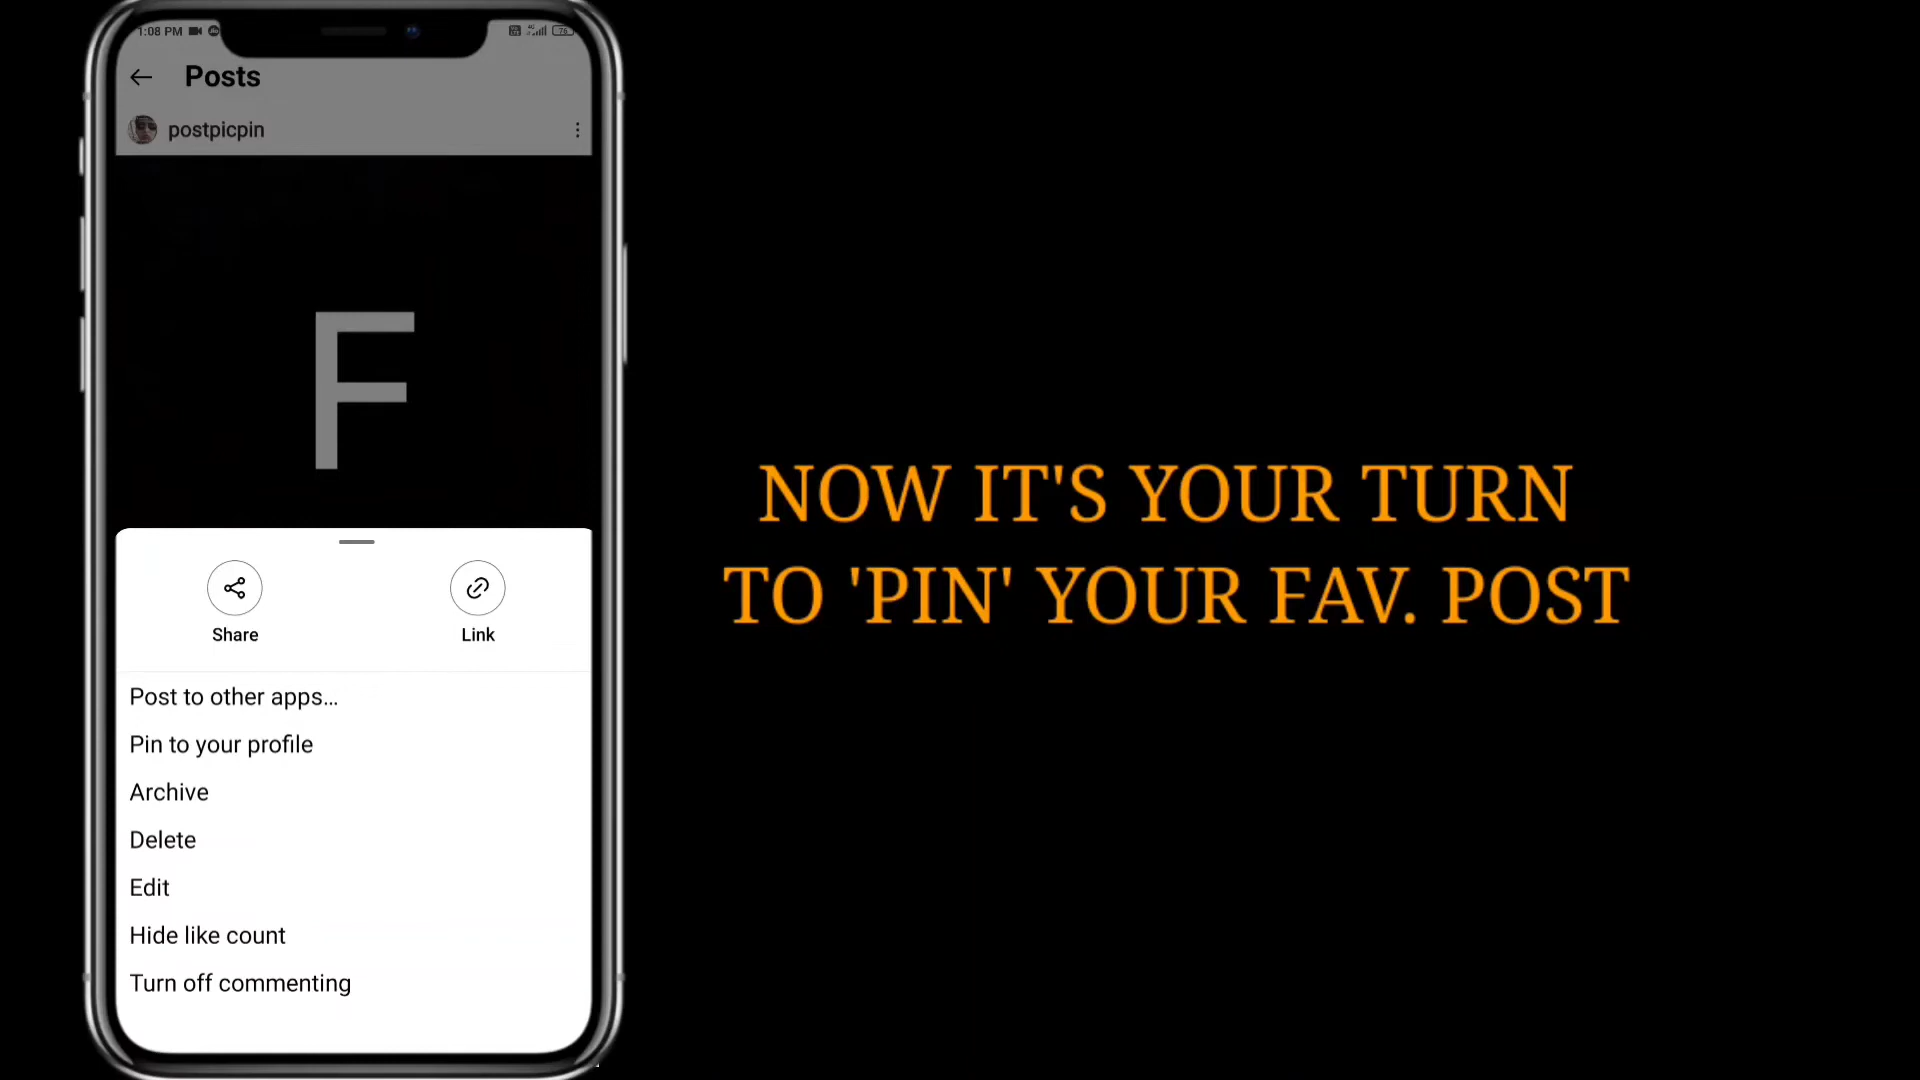 1:08 PM
76
Posts
postpicpin
F
Share
Link
Post to other apps...
Pin to your profile
Archive
Delete
Edit
Hide like count
Turn off commenting
NOW IT'S YOUR TURN
TO 'PIN' YOUR FAV. POST